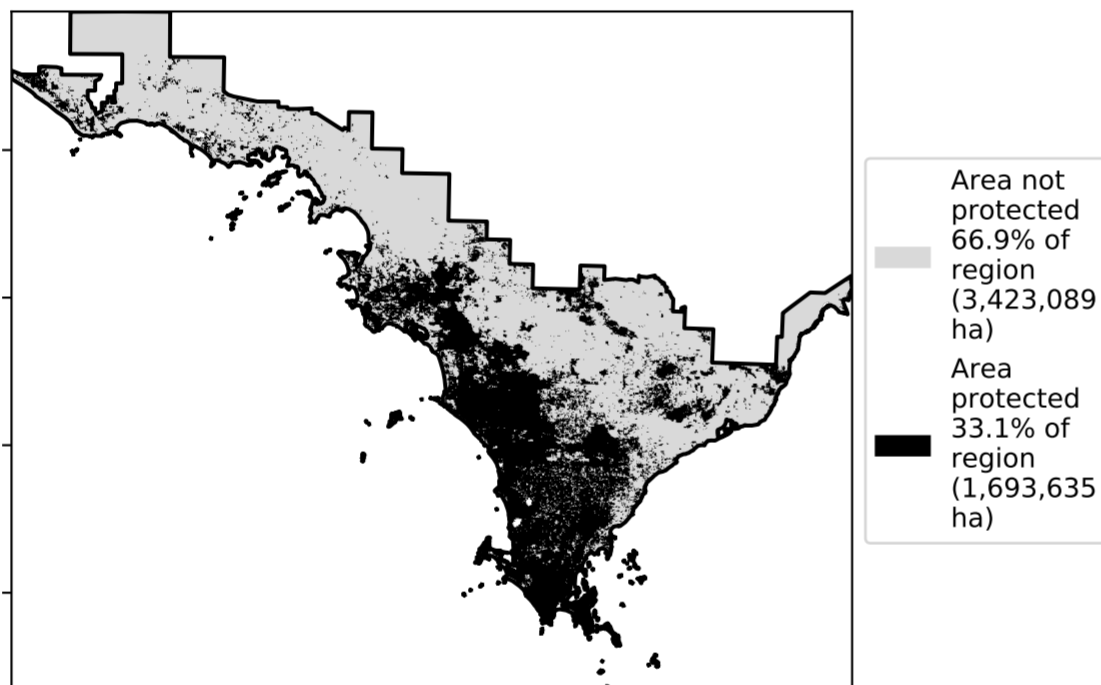 Area not
protected
66.9% of
region
(3,423,089
ha)
Area
protected
33.1% of
region
(1,693,635
ha)